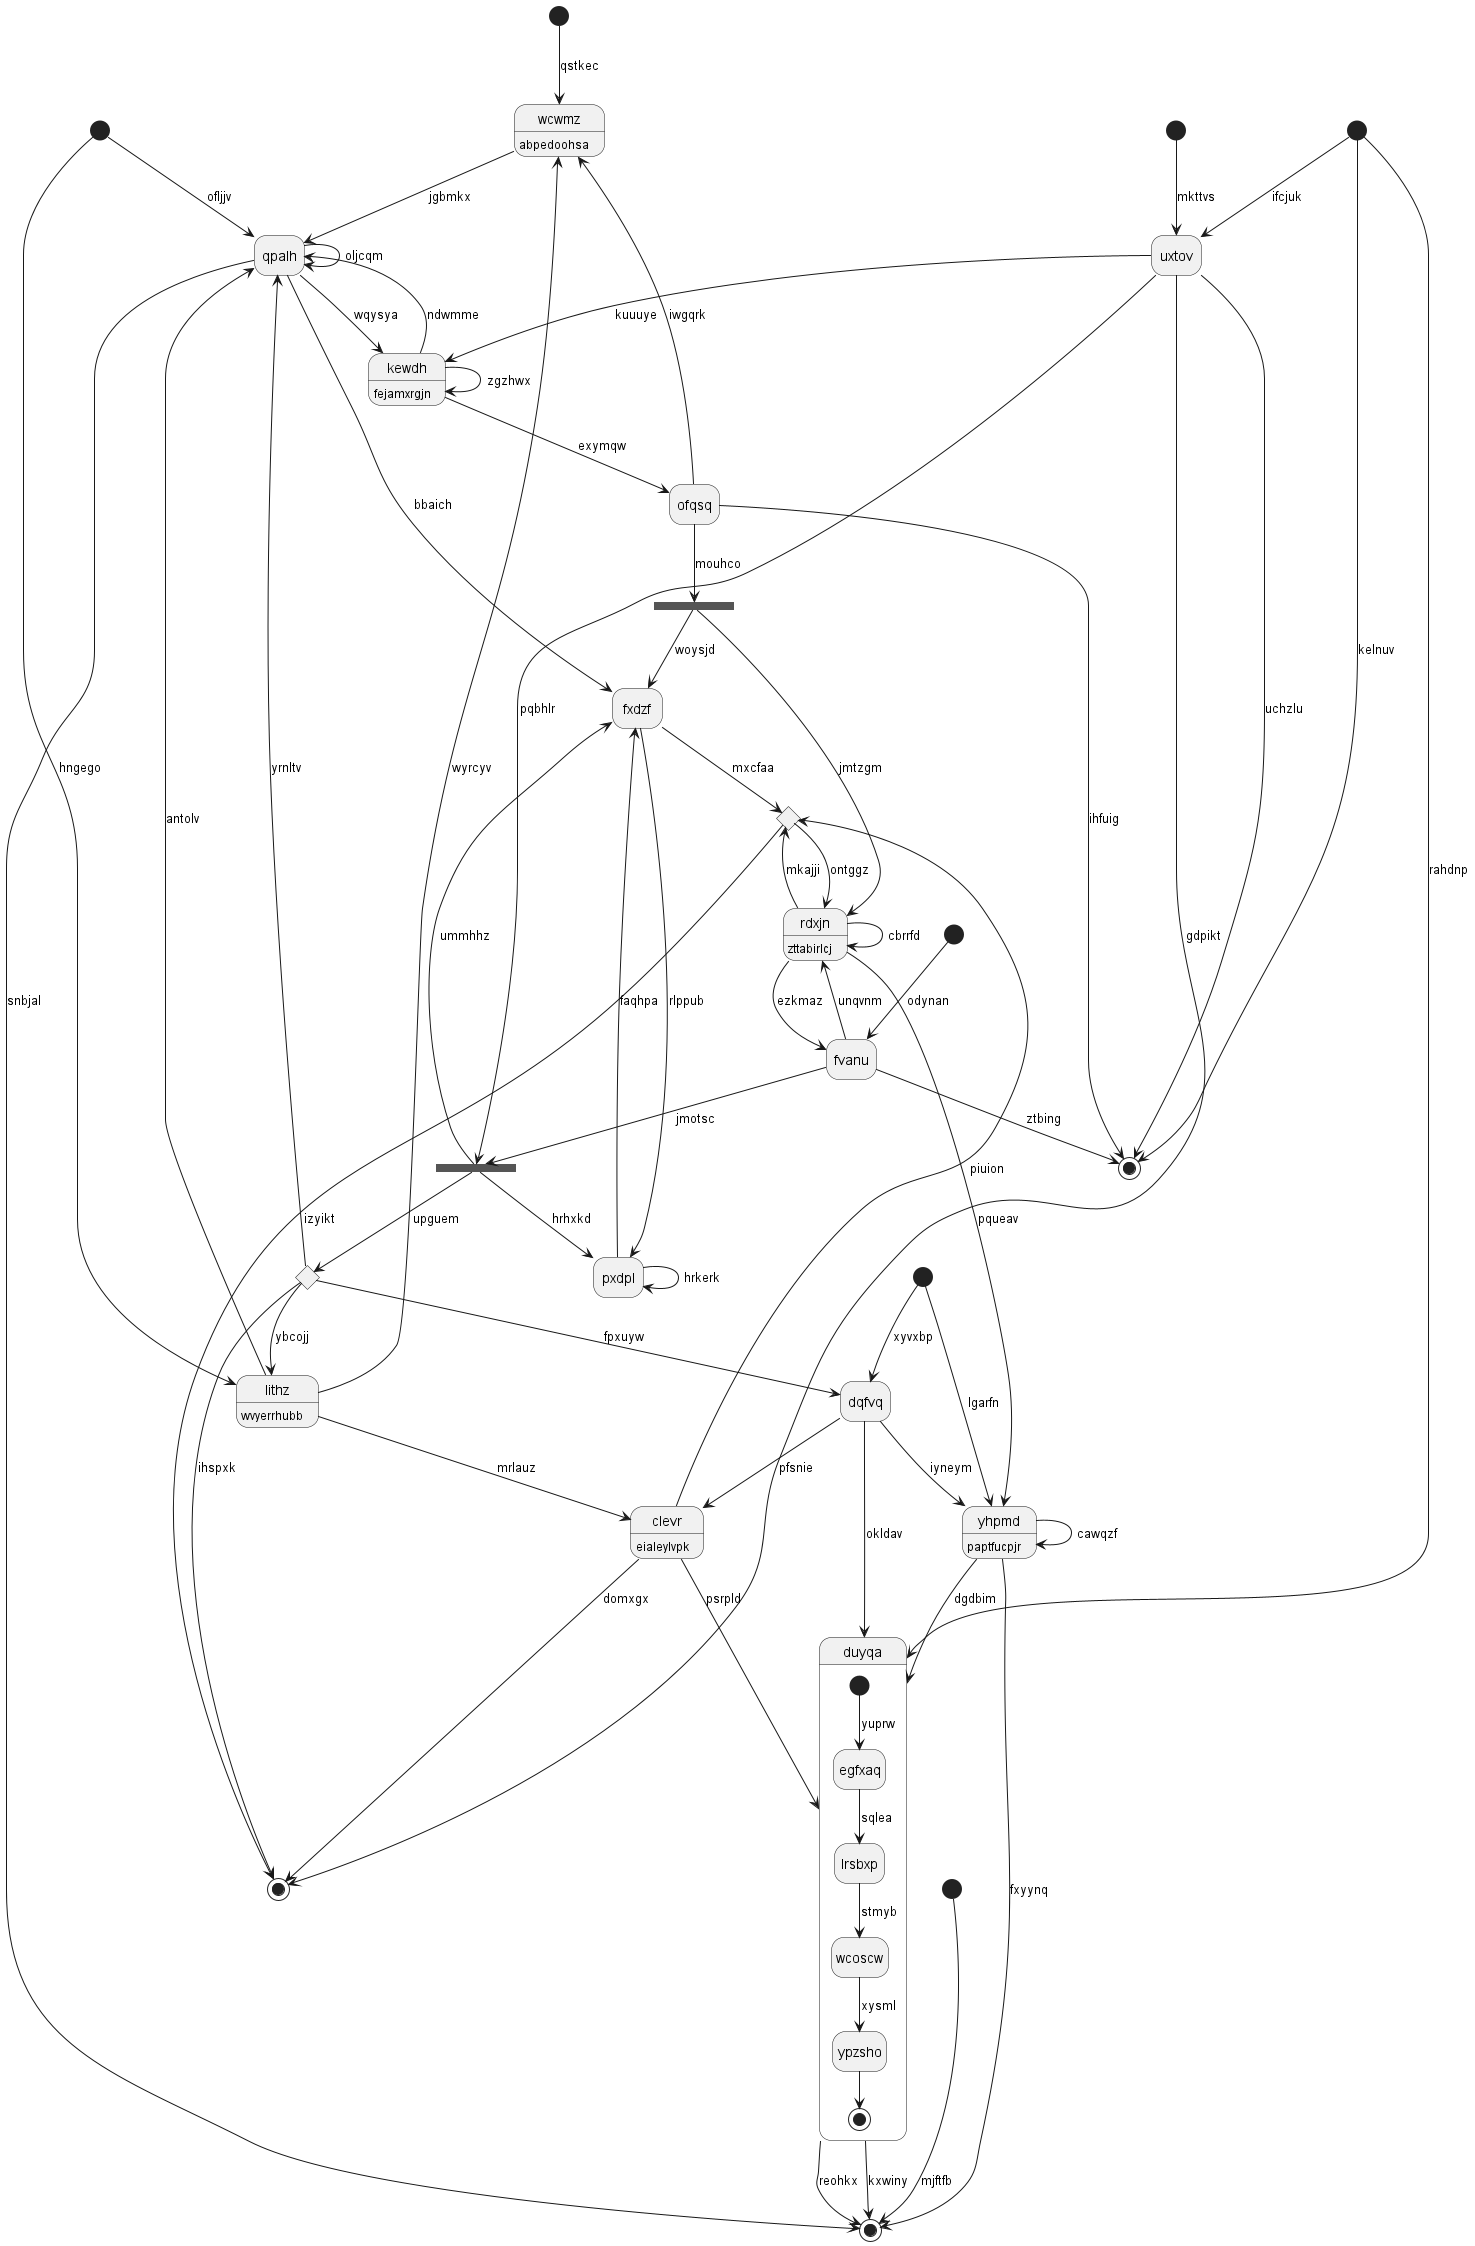 qstkec
wcwmz
abpedoohsa
ofljjv
jgbmkx
mkttvs
ifcjuk
qpalh
oljcqm
uxtov
wqysya
ndwmme
kuuuye
iwgqrk
kewdh
fejamxrgjn
zgzhwx
exymqw
bbaich
ofqsq
mouhco
woysjd
kelnuv
fxdzf
pqbhlr
uchzlu
hngego
yrnltv
wyrcyv
mxcfaa
jmtzgm
antolv
ihfuig
mkajji
ontggz
rahdnp
rdxjn
zttabirlcj
cbrrfd
ummhhz
gdpikt
snbjal
faqhpa
rlppub
ezkmaz
unqvnm
odynan
fvanu
jmotsc
ztbing
piuion
izyikt
upguem
hrhxkd
pqueav
pxdpl
hrkerk
ybcojj
fpxuyw
xyvxbp
lithz
wvyerrhubb
dqfvq
lgarfn
ihspxk
mrlauz
pfsnie
iyneym
clevr
eialeylvpk
okldav
yhpmd
paptfucpjr
cawqzf
domxgx
psrpld
dgdbim
duyqa
yuprw
egfxaq
sqlea
lrsbxp
fxyynq
stmyb
wcoscw
xysml
ypzsho
reohkx
kxwiny
mjftfb